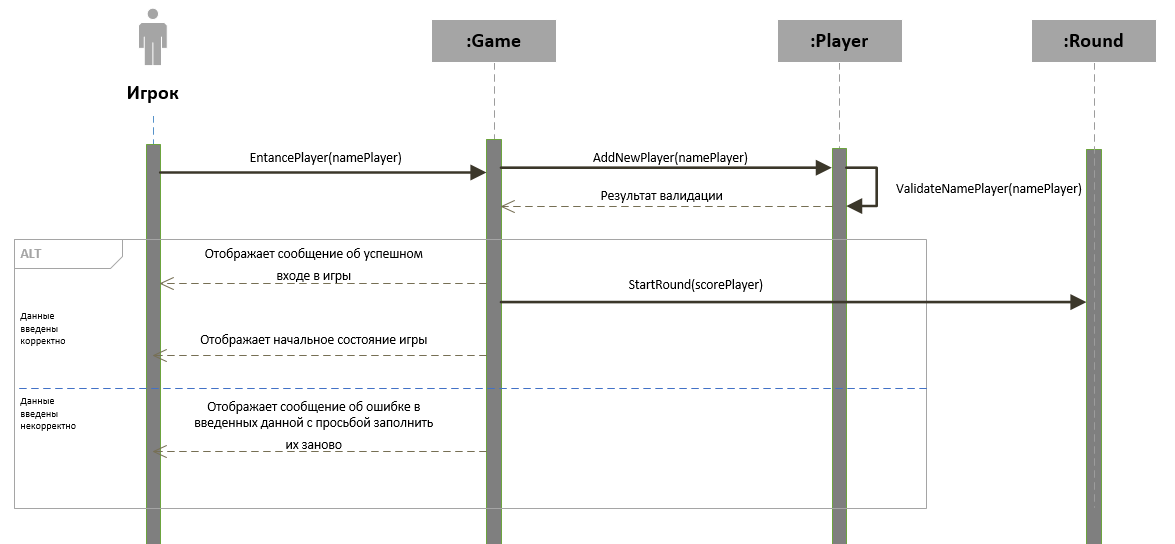 Игрок
:Game
:Player
:Round
EntancePlayer(namePlayer)
AddNewPlayer(namePlayer)
ValidateNamePlayer(namePlayer)
Результат валидации
ALT
Отображает сообщение об успешном
входе в игры
StartRound(scorePlayer)
Данные
введены
корректно
Отображает начальное состояние игры
Данные
введены
некорректно
Отображает сообщение об ошибке в
введенных данной с просьбой заполнить
их заново